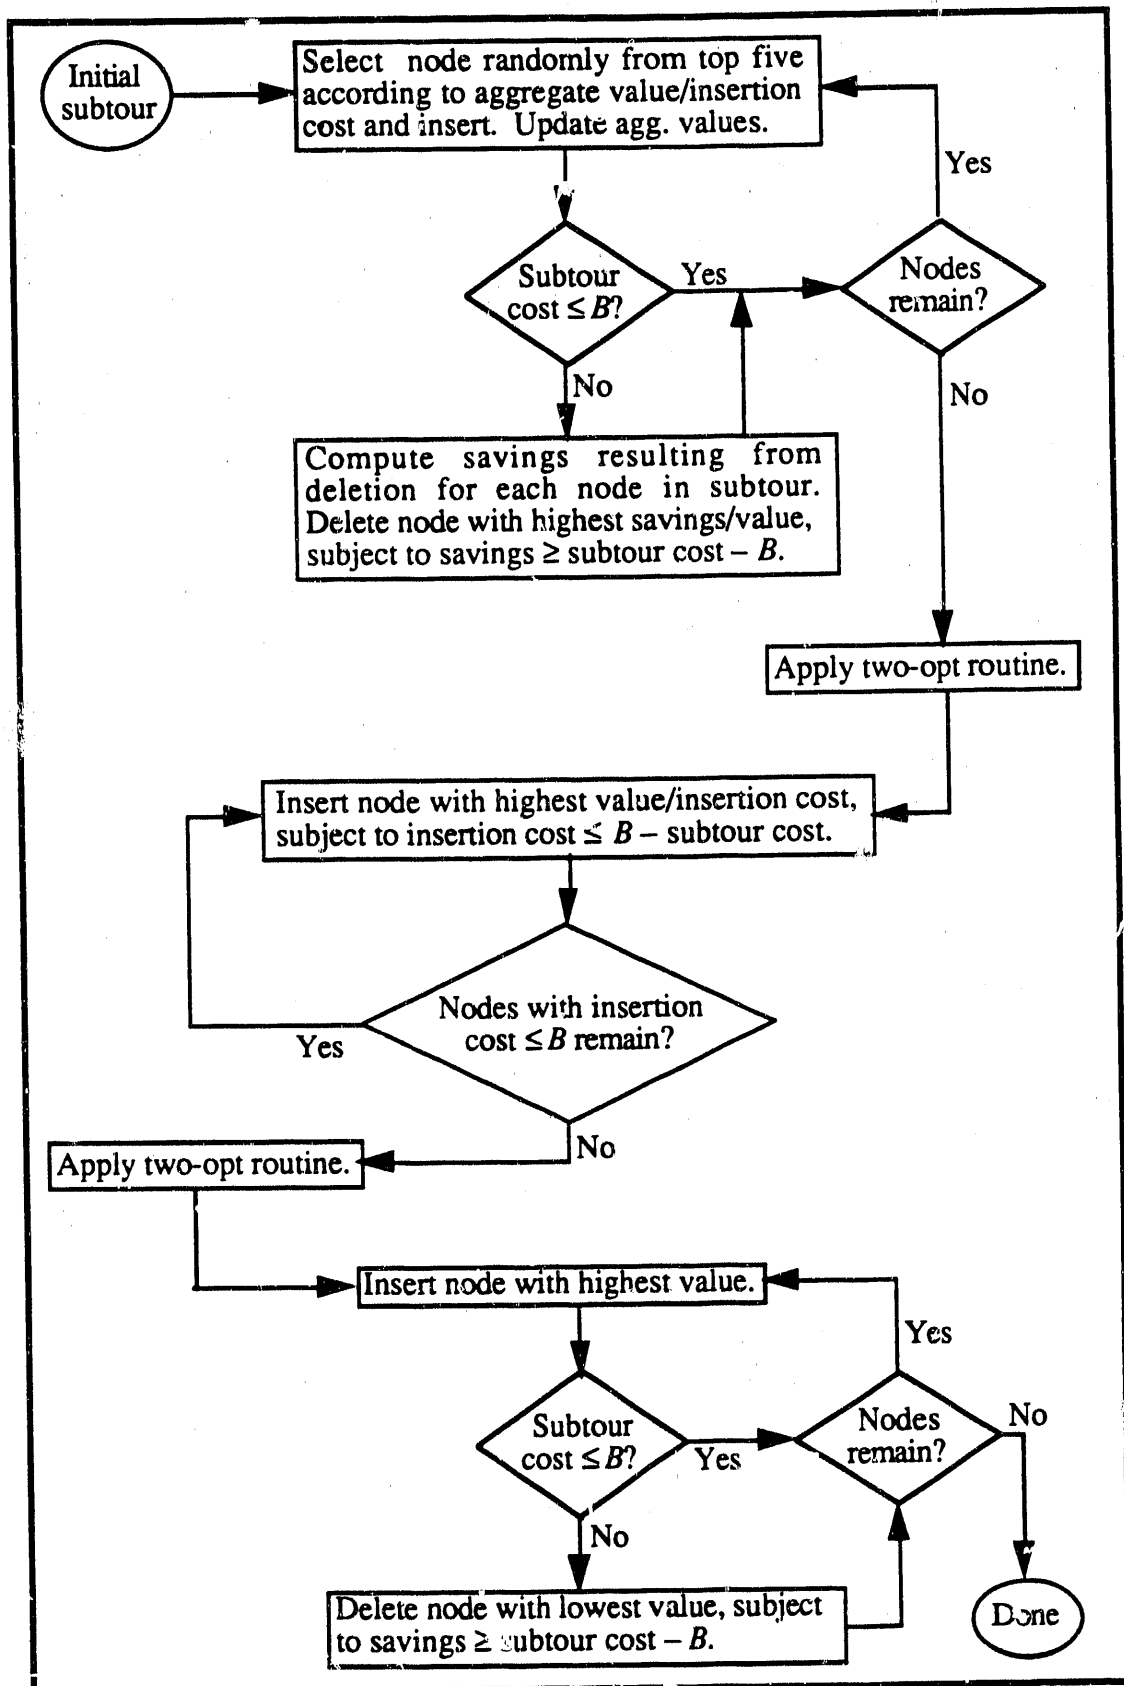 Initial
subtour
Select node randomly from top five
according to aggregate value/insertion
cost and insert. Update agg. values.
Yes
Subtour
cost ≤ B?
Yes
Nodes
remain?
No
No
Compute savings resulting from
deletion for each node in subtour.
Delete node with highest savings/value,
subject to savings ≥ subtour cost – B.
Apply two-opt routine.
Insert node with highest value/insertion cost,
subject to insertion cost ≤ B – subtour cost.
Nodes with insertion
cost ≤ B remain?
Yes
No
Apply two-opt routine.
Insert node with highest value.
Yes
Subtour
cost ≤ B?
Yes
Nodes
remain?
No
No
Delete node with lowest value, subject
to savings ≥ subtour cost – B.
Done